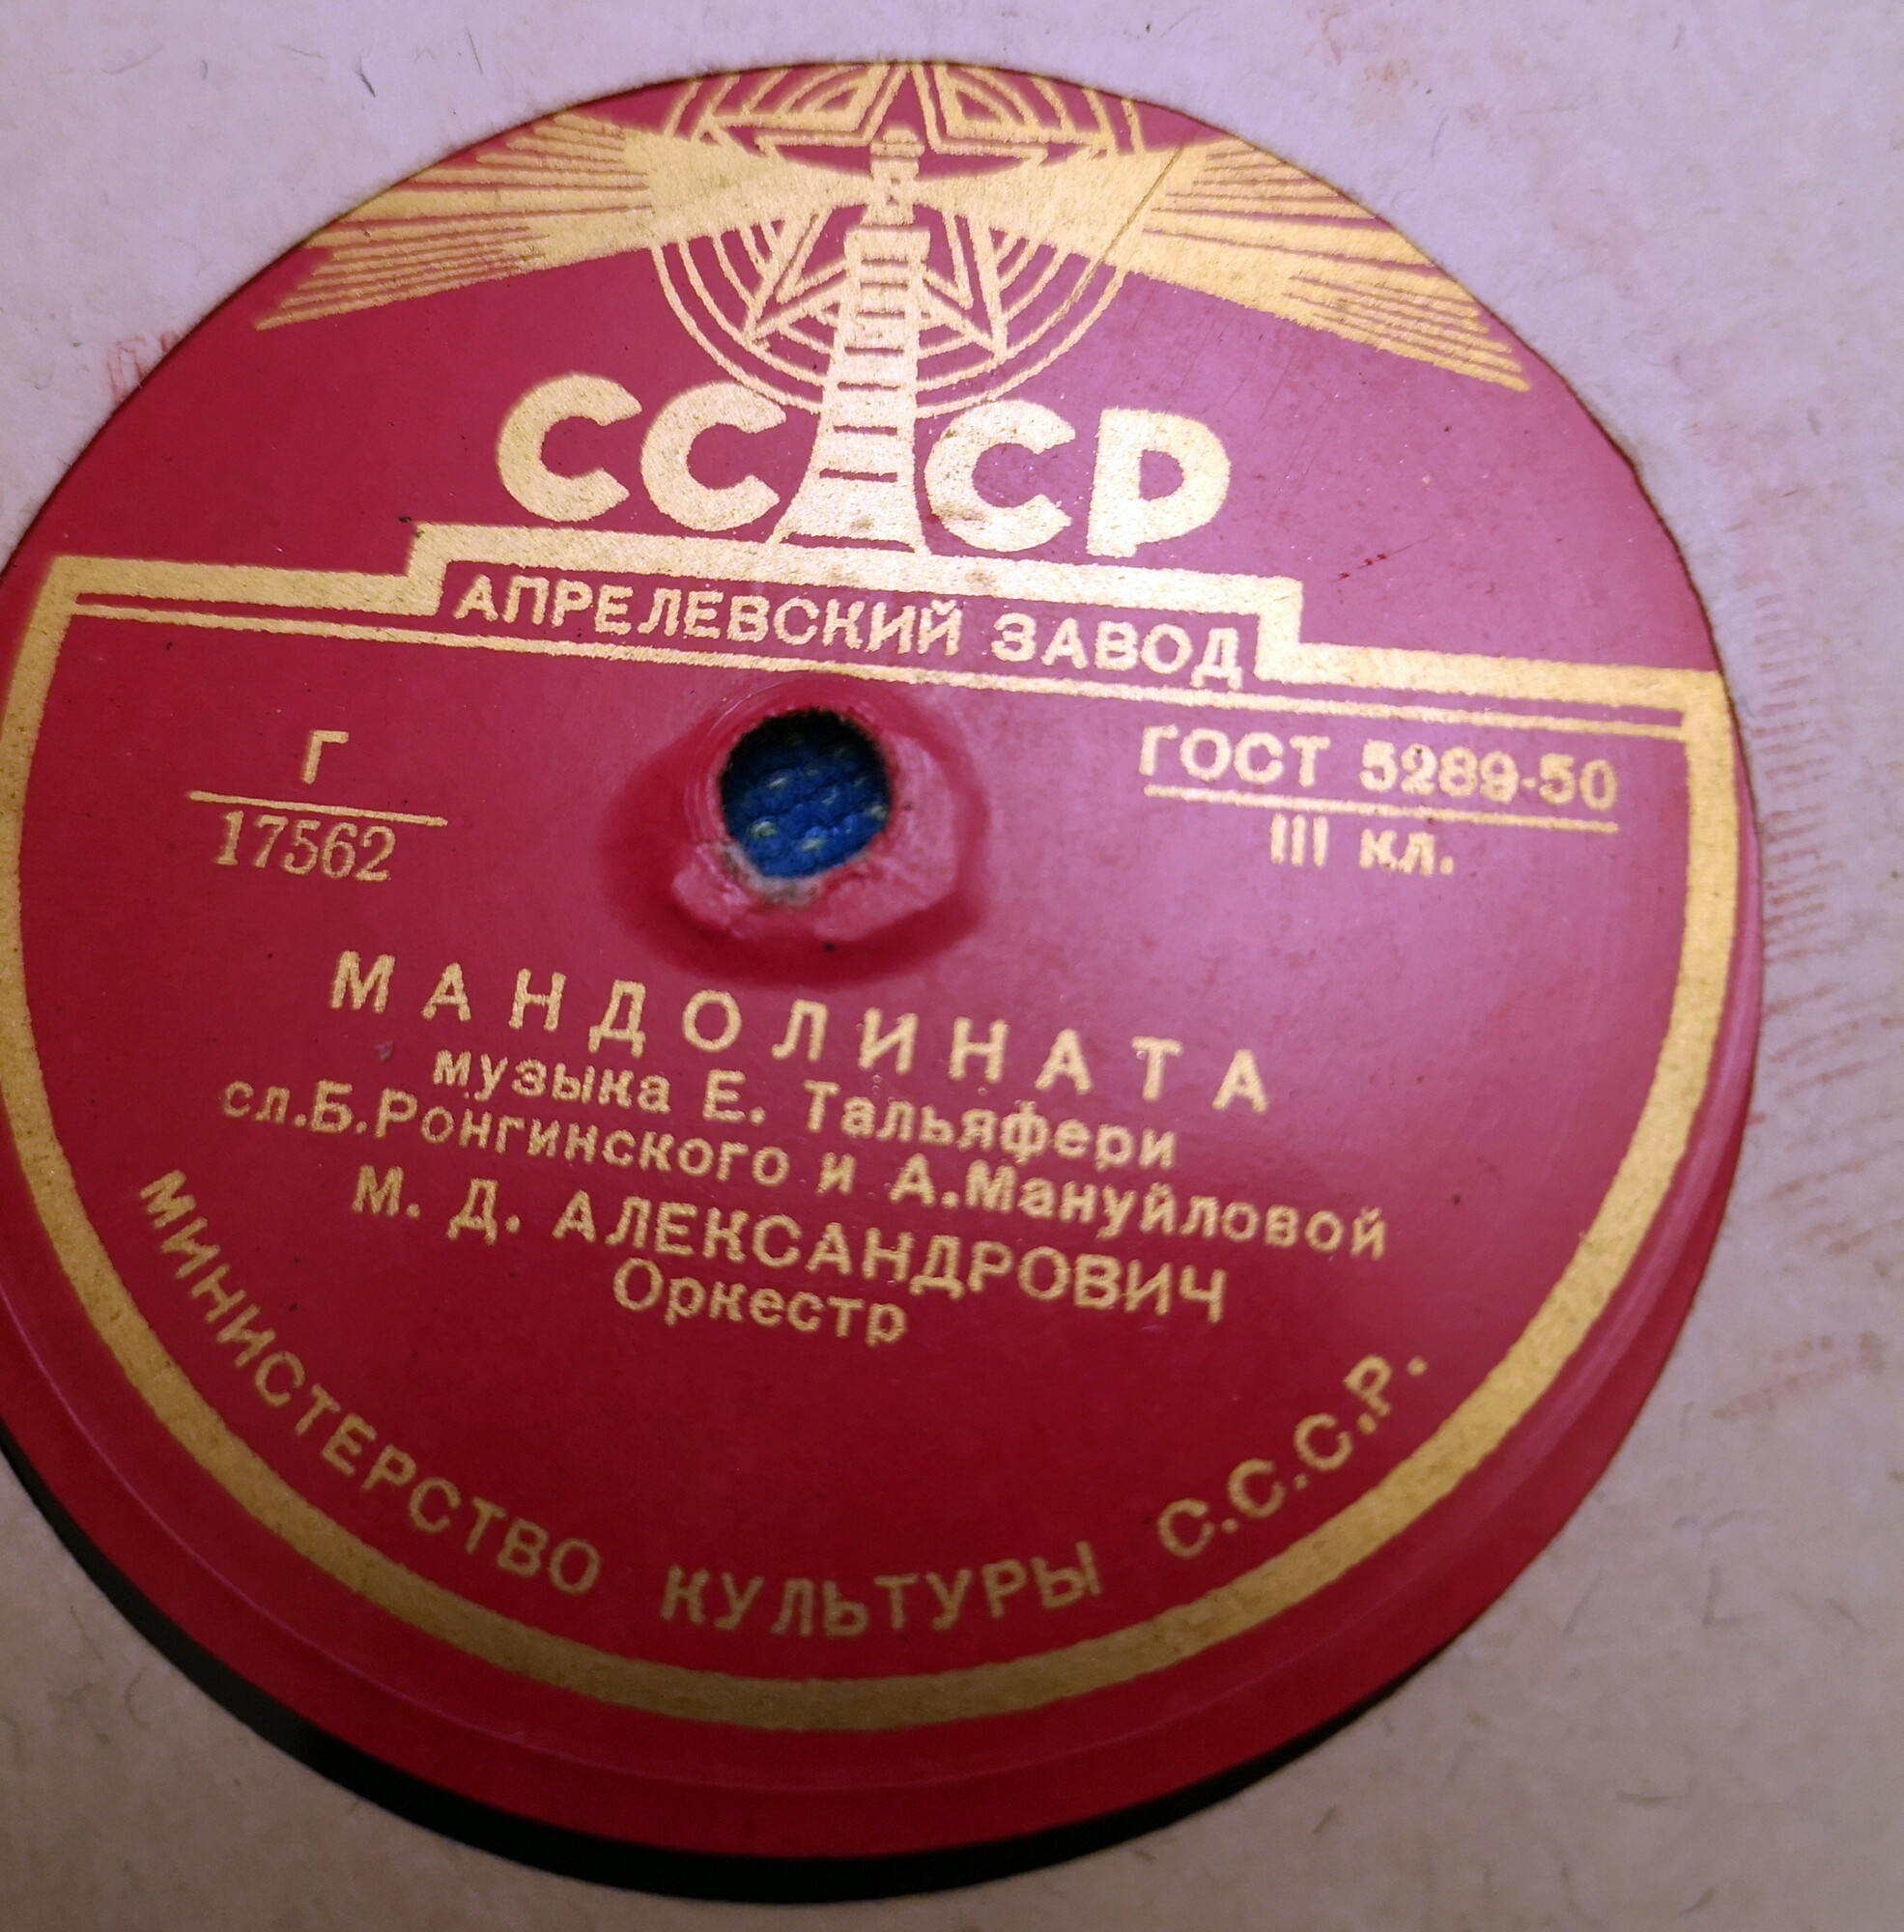 СССР
АПРЕЛЕВСКИЙ ЗАВОД
Г
17562
ГОСТ 5289-50
III кл.
МАНДОЛИНАТА
музыка Е. Тальяфери
сл.Б.Ронгинского и А.Мануйловой
М. Д. АЛЕКСАНДРОВИЧ
Оркестр
МИНИСТЕРСТВО КУЛЬТУРЫ С.С.С.Р.